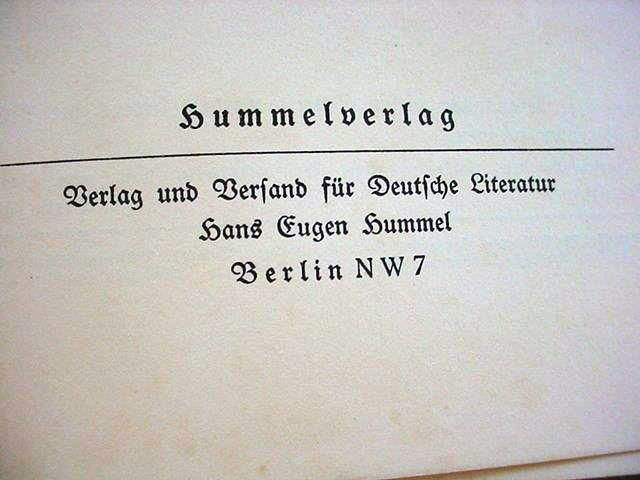 Hummelverlag
Verlag und Verſand für Deutſche Literatur
Hans Eugen Hummel
Berlin NW 7